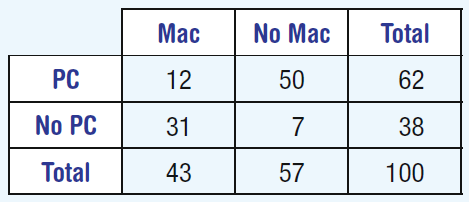 Mac No Mac Total
PC 12 50 62
No PC 31 7 38
Total 43 57 100